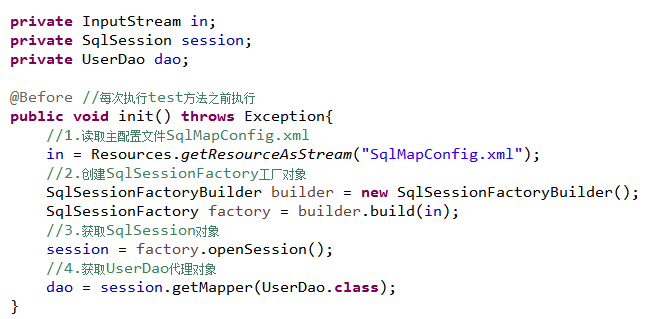 private InputStream in;
private SqlSession session;
private UserDao dao;
@Before //每次执行test方法之前执行
public void init() throws Exception{
//1.读取主配置文件SqlMapConfig.xml
in = Resources.getResourceAsStream("SqlMapConfig.xml");
//2.创建SqlSessionFactory工厂对象
SqlSessionFactoryBuilder builder = new SqlSessionFactoryBuilder();
SqlSessionFactory factory = builder.build(in);
//3.获取SqlSession对象
session = factory.openSession();
//4.获取UserDao代理对象
dao = session.getMapper(UserDao.class);
}